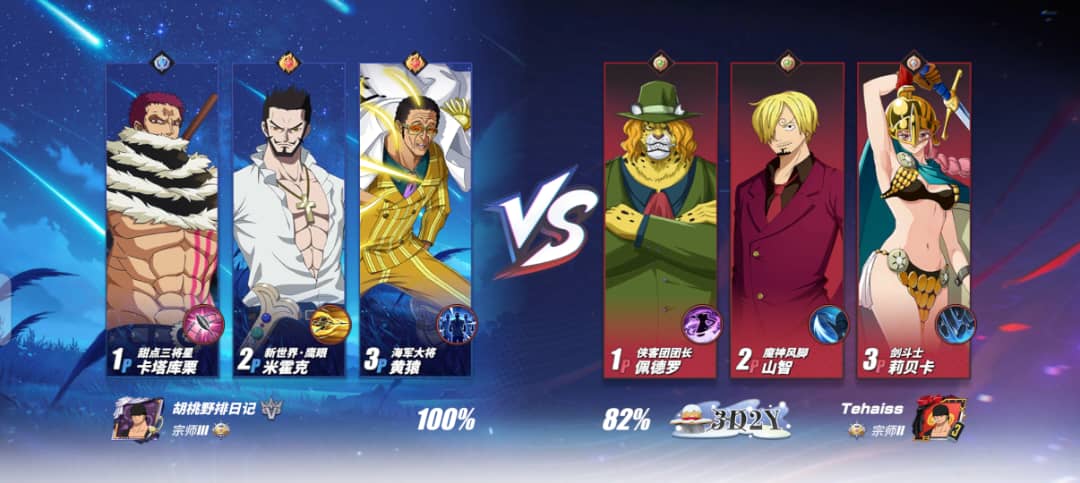 VS
1P
甜点三将星
卡塔库栗
2P
新世界·鹰眼
米霍克
3P
海军大将
黄猿
1P
侠客团团长
佩德罗
2P
魔神风脚
山智
3P
剑斗士
莉贝卡
胡桃野排日记
宗师III
100%
82%
3D2Y
Tehaiss
宗师II
3